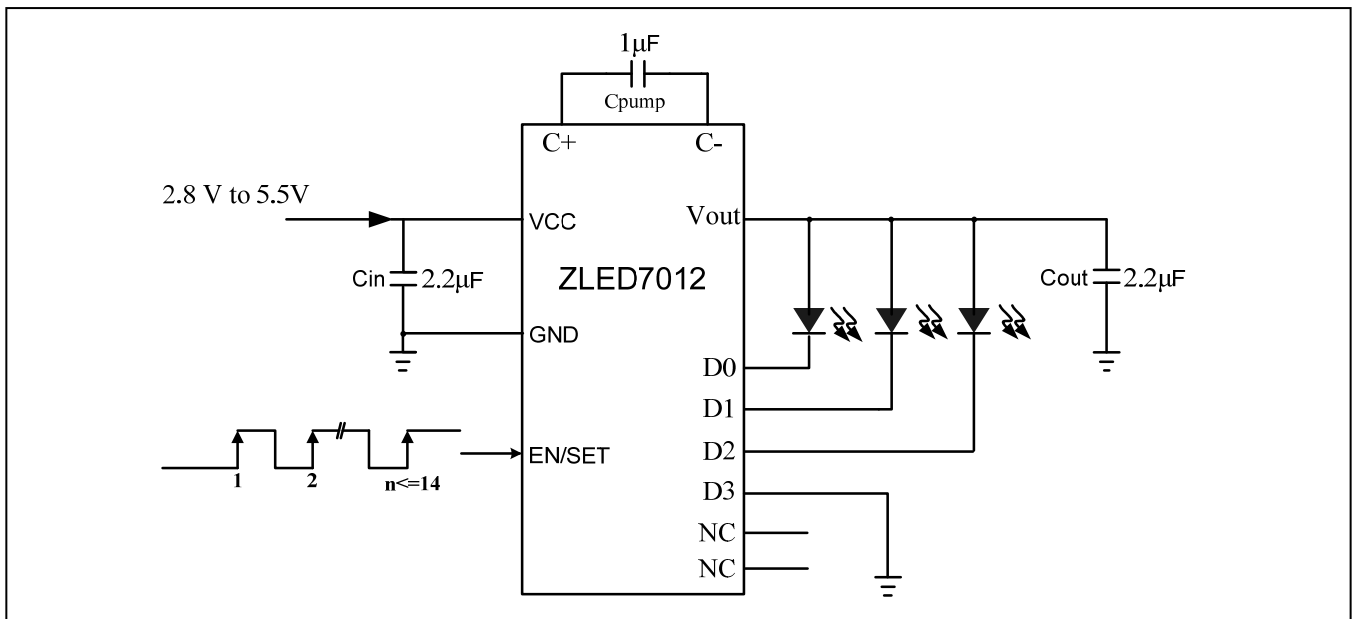 1µF
Cpump
C+ C-
2.8 V to 5.5V
VCC
Vout
Cin 2.2µF
ZLED7012
Cout 2.2µF
GND
D0
D1
EN/SET
D2
1 2 n<=14
D3
NC
NC